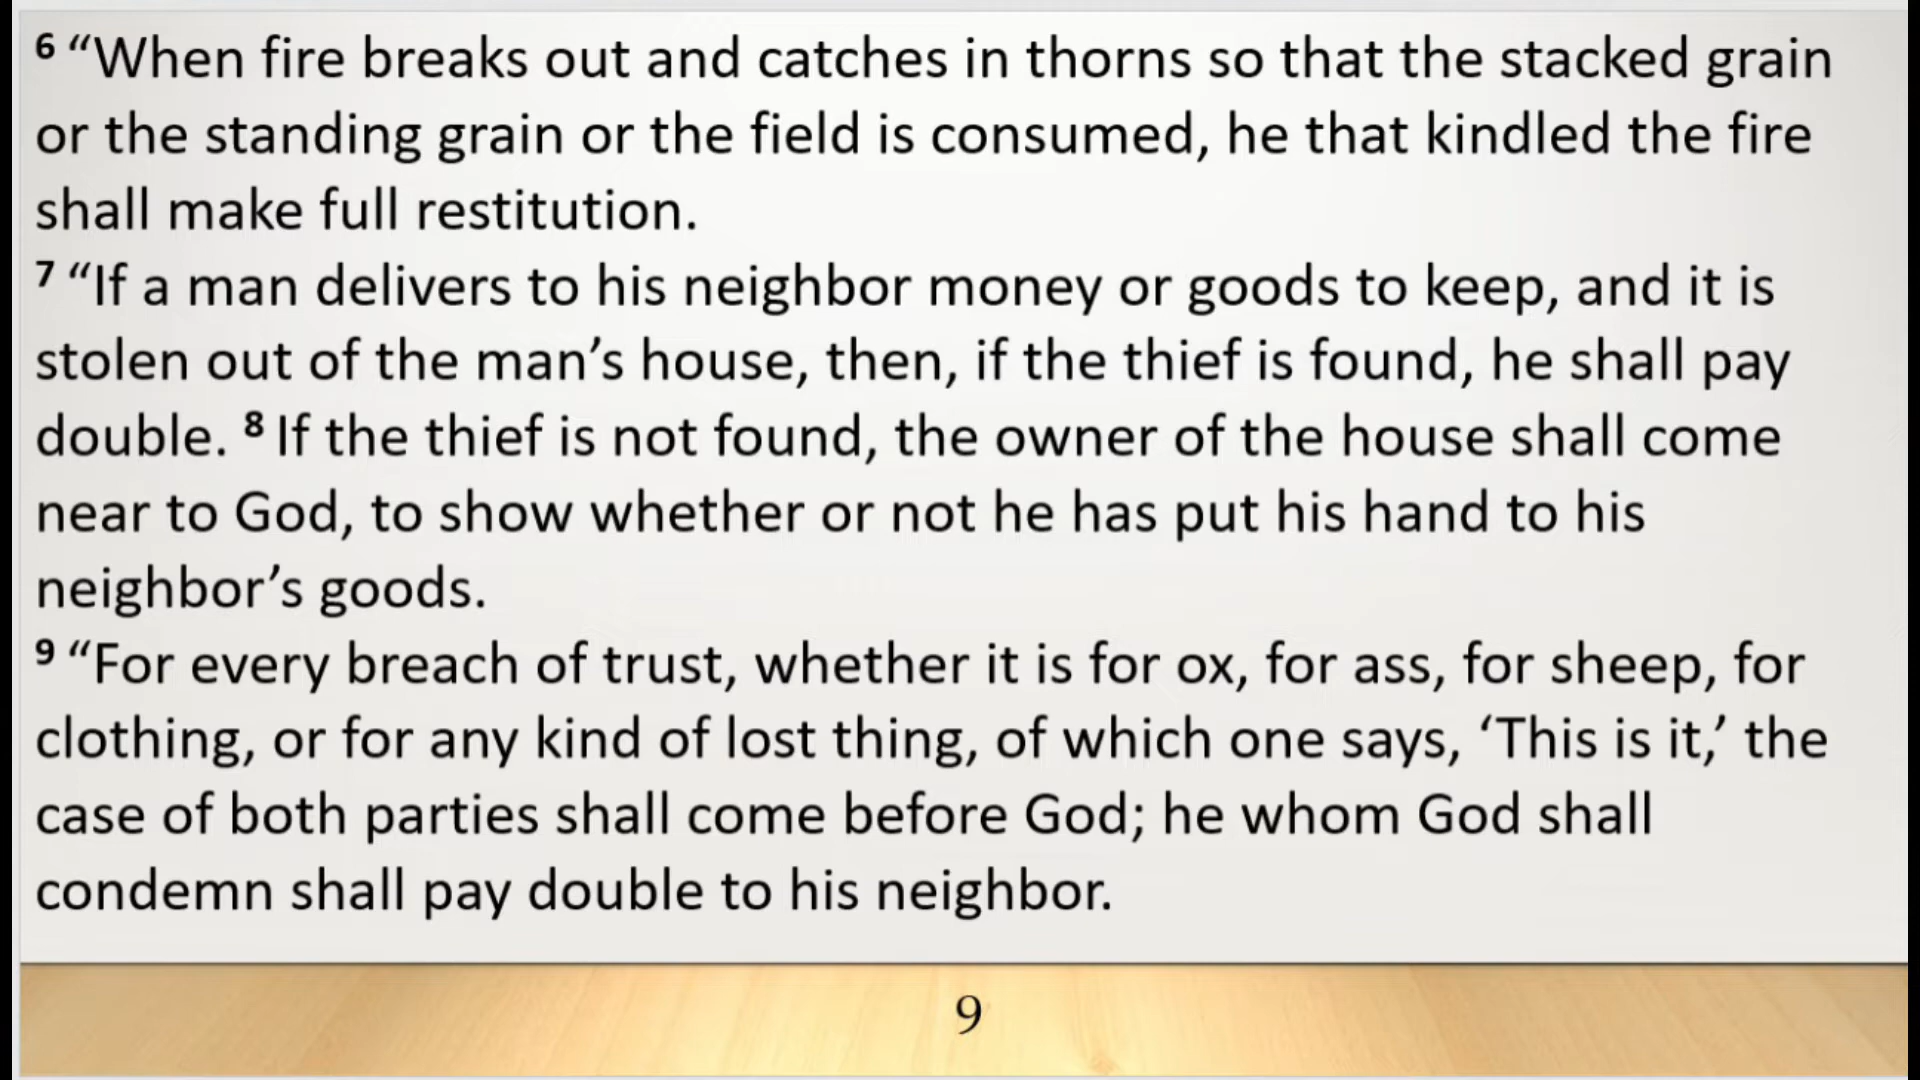 6 “When fire breaks out and catches in thorns so that the stacked grain
or the standing grain or the field is consumed, he that kindled the fire
shall make full restitution.
7 “If a man delivers to his neighbor money or goods to keep, and it is
stolen out of the man’s house, then, if the thief is found, he shall pay
double. 8 If the thief is not found, the owner of the house shall come
near to God, to show whether or not he has put his hand to his
neighbor’s goods.
9 “For every breach of trust, whether it is for ox, for ass, for sheep, for
clothing, or for any kind of lost thing, of which one says, ‘This is it,’ the
case of both parties shall come before God; he whom God shall
condemn shall pay double to his neighbor.
9